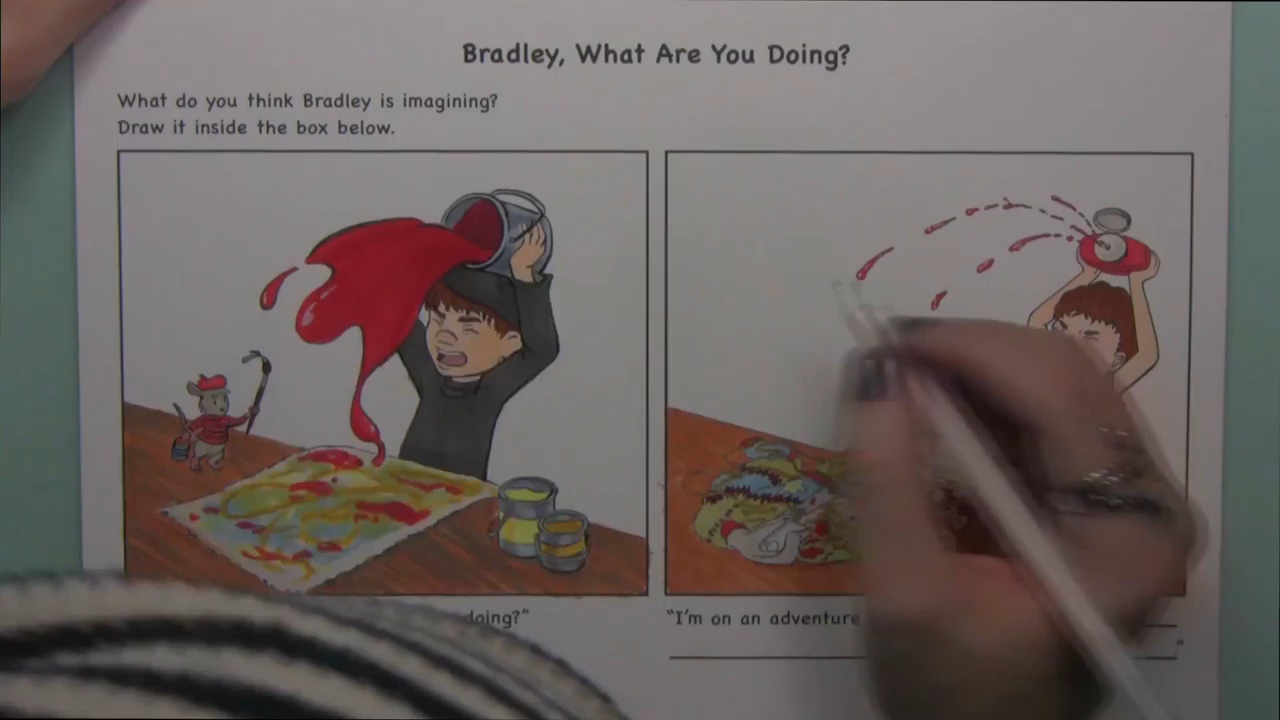 Bradley, What Are You Doing?
What do you think Bradley is imagining?
Draw it inside the box below.
doing?"
"I'm on an adventure
"